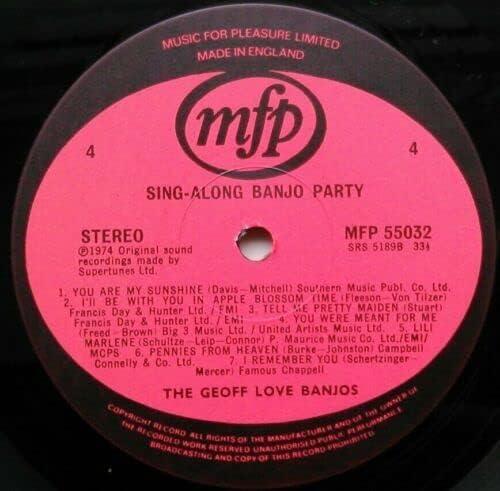 MUSIC FOR PLEASURE LIMITED
MADE IN ENGLAND
mfp
4 4
SING-ALONG BANJO PARTY
STEREO MFP 55032
℗1974 Original sound SRS 5189B 33⅓
recordings made by
Supertunes Ltd.
1. YOU ARE MY SUNSHINE (Davis—Mitchell) Southern Music Publ. Co. Ltd.
2. I'LL BE WITH YOU IN APPLE BLOSSOM TIME (Fleeson—Von Tilzer)
Francis Day & Hunter Ltd. / EMI 3. TELL ME PRETTY MAIDEN (Stuart)
Francis Day & Hunter Ltd. / EMI 4. YOU WERE MEANT FOR ME
(Freed—Brown) Big 3 Music Ltd. / United Artists Music Ltd. 5. LILI
MARLENE (Schultze—Leip—Connor) P. Maurice Music Co. Ltd./EMI/
MCPS 6. PENNIES FROM HEAVEN (Burke—Johnston) Campbell
Connelly & Co. Ltd. 7. I REMEMBER YOU (Schertzinger—
Mercer) Famous Chappell
THE GEOFF LOVE BANJOS
COPYRIGHT RECORD ALL RIGHTS OF THE MANUFACTURER AND OF THE OWNER OF
THE RECORDED WORK RESERVED UNAUTHORISED PUBLIC PERFORMANCE
BROADCASTING AND COPYING OF THIS RECORD PROHIBITED